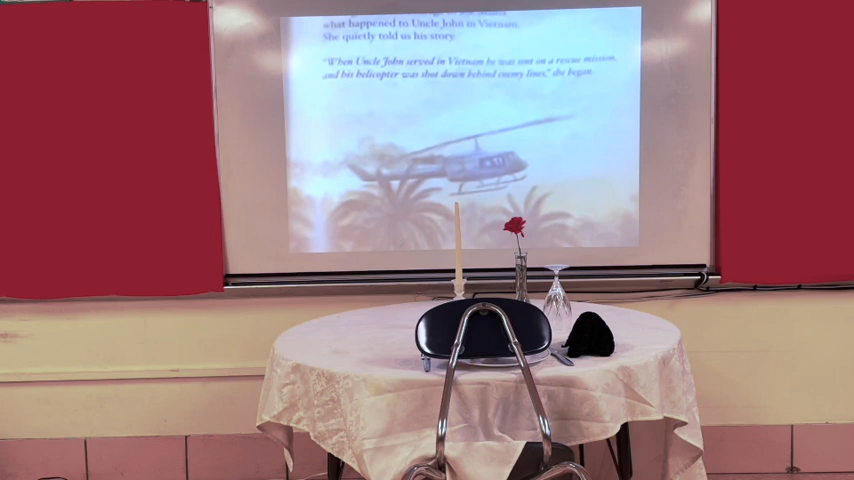 what happened to Uncle John in Vietnam.
She quietly told us his story.
"When Uncle John served in Vietnam he was sent on a rescue mission,
and his helicopter was shot down behind enemy lines," she began.